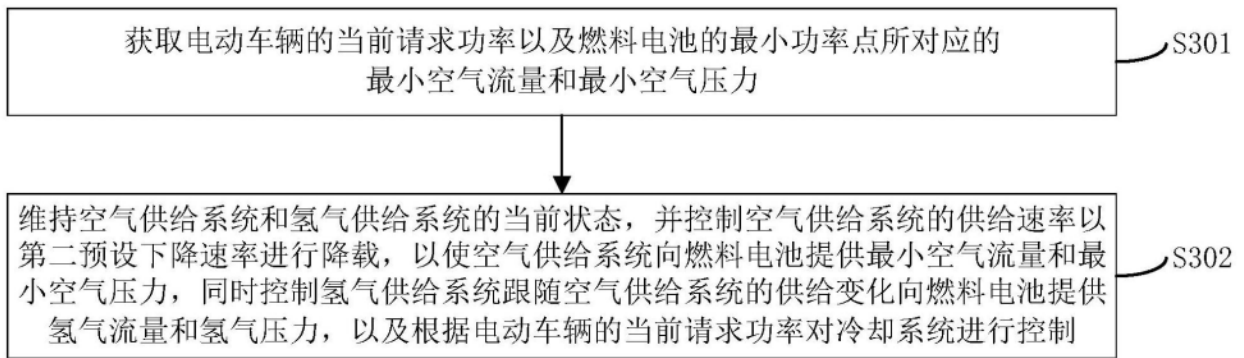 获取电动车辆的当前请求功率以及燃料电池的最小功率点所对应的
最小空气流量和最小空气压力
S301
维持空气供给系统和氢气供给系统的当前状态，并控制空气供给系统的供给速率以
第二预设下降速率进行降载，以使空气供给系统向燃料电池提供最小空气流量和最
小空气压力，同时控制氢气供给系统跟随空气供给系统的供给变化向燃料电池提供
氢气流量和氢气压力，以及根据电动车辆的当前请求功率对冷却系统进行控制
S302